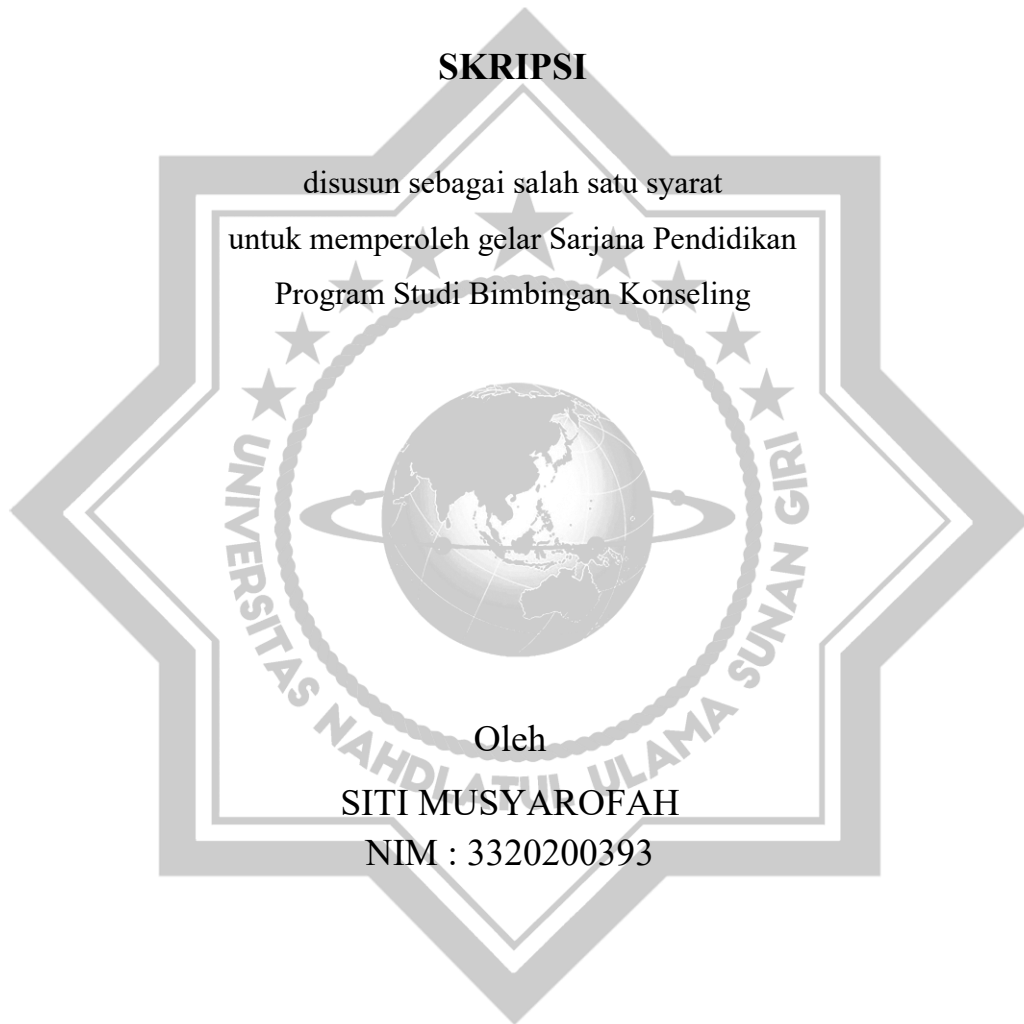 SKRIPSI
disusun sebagai salah satu syarat
untuk memperoleh gelar Sarjana Pendidikan
Program Studi Bimbingan Konseling
UNIVERSITAS NAHDLATUL ULAMA SUNAN GIRI
Oleh
SITI MUSYAROFAH
NIM : 3320200393